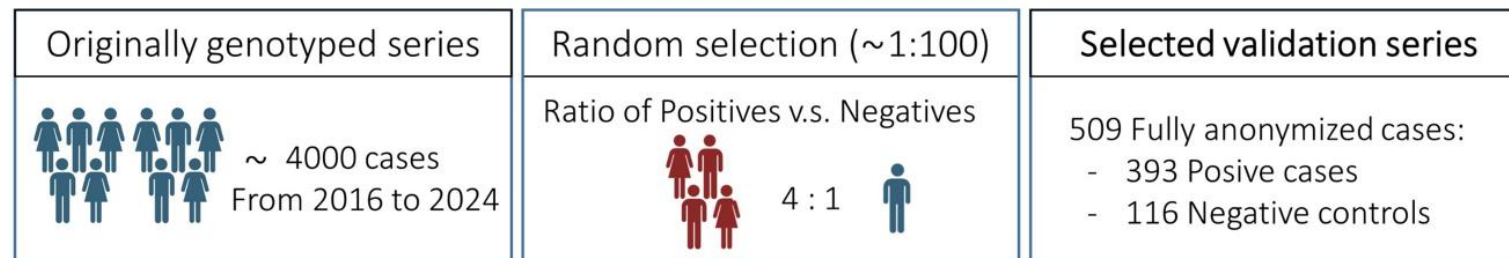 Originally genotyped series
~ 4000 cases
From 2016 to 2024
Random selection (~1:100)
Ratio of Positives v.s. Negatives
4 : 1
Selected validation series
509 Fully anonymized cases:
- 393 Posive cases
- 116 Negative controls